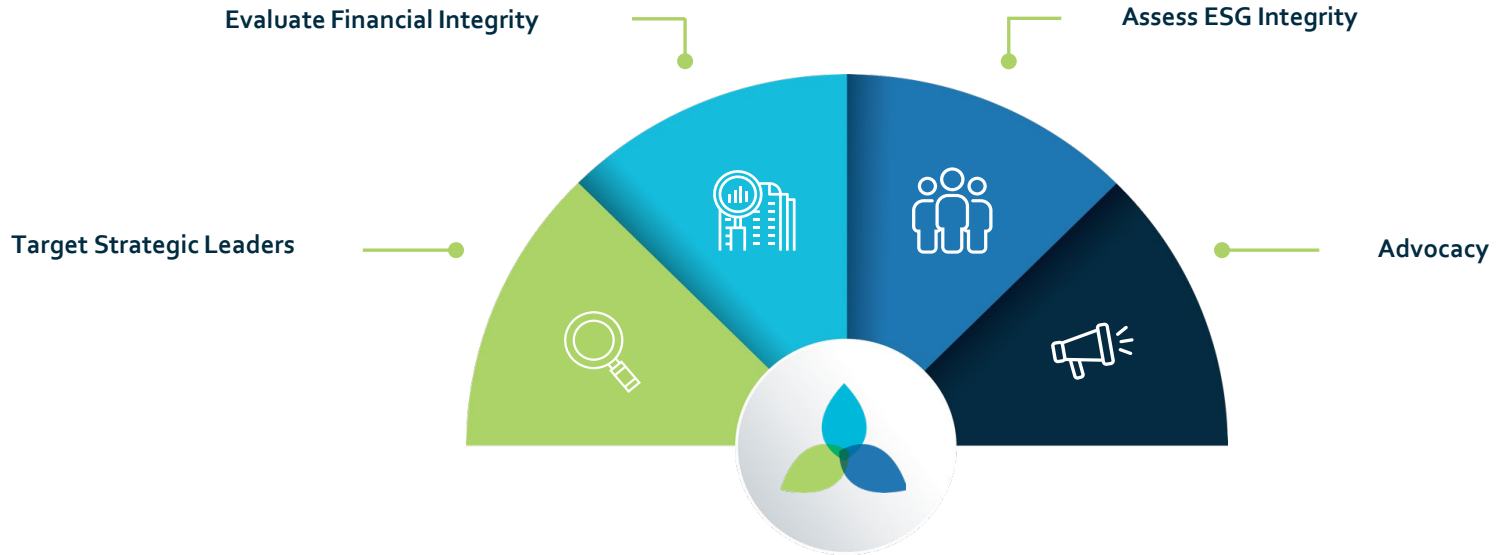 Evaluate Financial Integrity
Assess ESG Integrity
Target Strategic Leaders
Advocacy